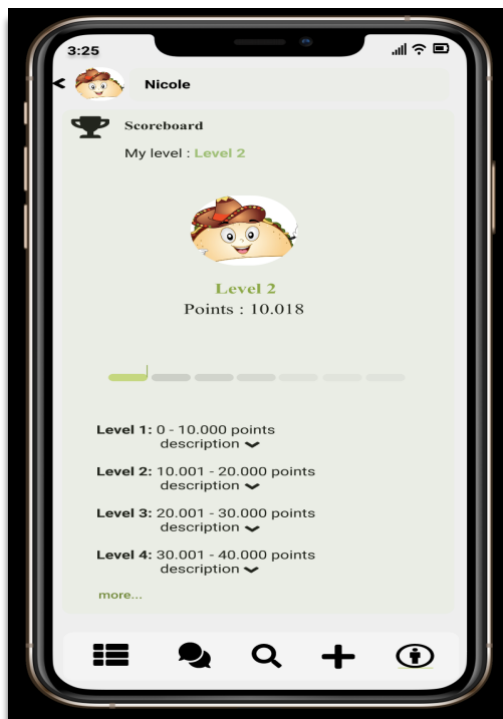 3:25
Nicole
Scoreboard
My level : Level 2
Level 2
Points : 10.018
Level 1: 0 - 10.000 points
description
Level 2: 10.001 - 20.000 points
description
Level 3: 20.001 - 30.000 points
description
Level 4: 30.001 - 40.000 points
description
more...